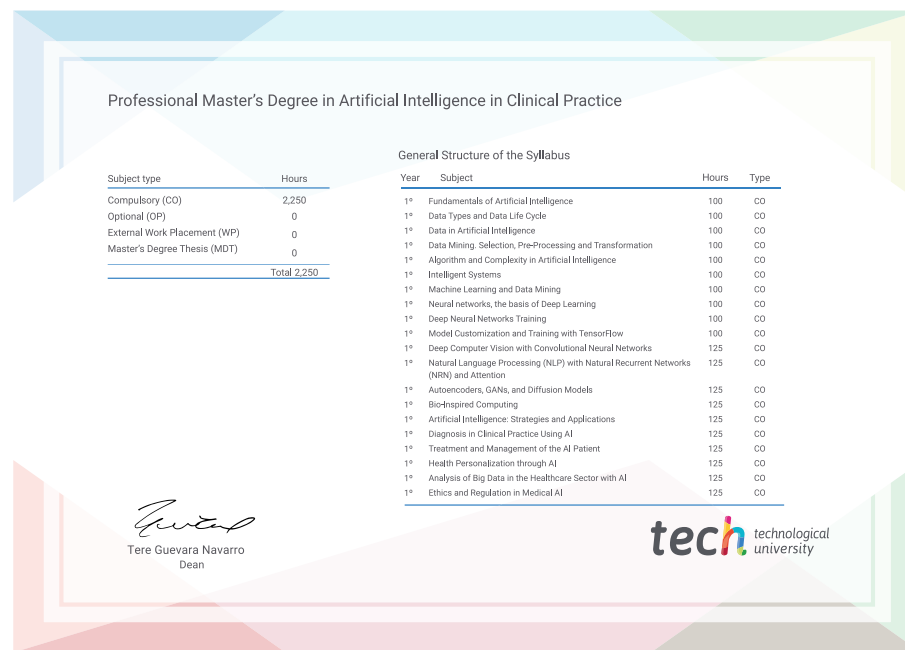 Professional Master's Degree in Artificial Intelligence in Clinical Practice
Subject type Hours
Compulsory (CO) 2,250
Optional (OP) 0
External Work Placement (WP) 0
Master's Degree Thesis (MDT) 0
Total 2,250
General Structure of the Syllabus
Year Subject Hours Type
1º Fundamentals of Artificial Intelligence 100 CO
1º Data Types and Data Life Cycle 100 CO
1º Data in Artificial Intelligence 100 CO
1º Data Mining. Selection, Pre-Processing and Transformation 100 CO
1º Algorithm and Complexity in Artificial Intelligence 100 CO
1º Intelligent Systems 100 CO
1º Machine Learning and Data Mining 100 CO
1º Neural networks, the basis of Deep Learning 100 CO
1º Deep Neural Networks Training 100 CO
1º Model Customization and Training with TensorFlow 100 CO
1º Deep Computer Vision with Convolutional Neural Networks 125 CO
1º Natural Language Processing (NLP) with Natural Recurrent Networks 125 CO
(NRN) and Attention
1º Autoencoders, GANs, and Diffusion Models 125 CO
1º Bio-Inspired Computing 125 CO
1º Artificial Intelligence: Strategies and Applications 125 CO
1º Diagnosis in Clinical Practice Using AI 125 CO
1º Treatment and Management of the AI Patient 125 CO
1º Health Personalization through AI 125 CO
1º Analysis of Big Data in the Healthcare Sector with AI 125 CO
1º Ethics and Regulation in Medical AI 125 CO
Tere Guevara Navarro
Dean
tech technological
university